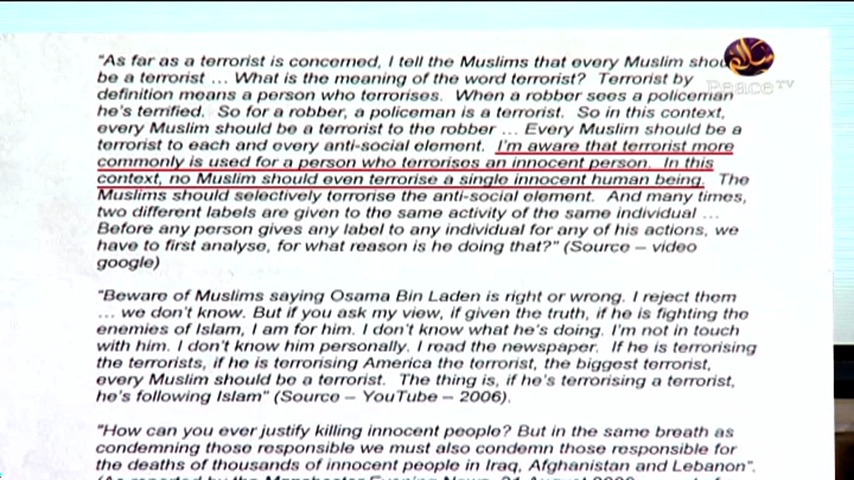 "As far as a terrorist is concerned, I tell the Muslims that every Muslim should
be a terrorist ... What is the meaning of the word terrorist? Terrorist by
definition means a person who terrorises. When a robber sees a policeman
he's terrified. So for a robber, a policeman is a terrorist. So in this context,
every Muslim should be a terrorist to the robber ... Every Muslim should be a
terrorist to each and every anti-social element. I'm aware that terrorist more
commonly is used for a person who terrorises an innocent person. In this
context, no Muslim should even terrorise a single innocent human being. The
Muslims should selectively terrorise the anti-social element. And many times,
two different labels are given to the same activity of the same individual ...
Before any person gives any label to any individual for any of his actions, we
have to first analyse, for what reason is he doing that?" (Source – video
google)
"Beware of Muslims saying Osama Bin Laden is right or wrong. I reject them
... we don't know. But if you ask my view, if given the truth, if he is fighting the
enemies of Islam, I am for him. I don't know what he's doing. I'm not in touch
with him. I don't know him personally. I read the newspaper. If he is terrorising
the terrorists, if he is terrorising America the terrorist, the biggest terrorist,
every Muslim should be a terrorist. The thing is, if he's terrorising a terrorist,
he's following Islam" (Source – YouTube – 2006).
"How can you ever justify killing innocent people? But in the same breath as
condemning those responsible we must also condemn those responsible for
the deaths of thousands of innocent people in Iraq, Afghanistan and Lebanon".
Peace TV